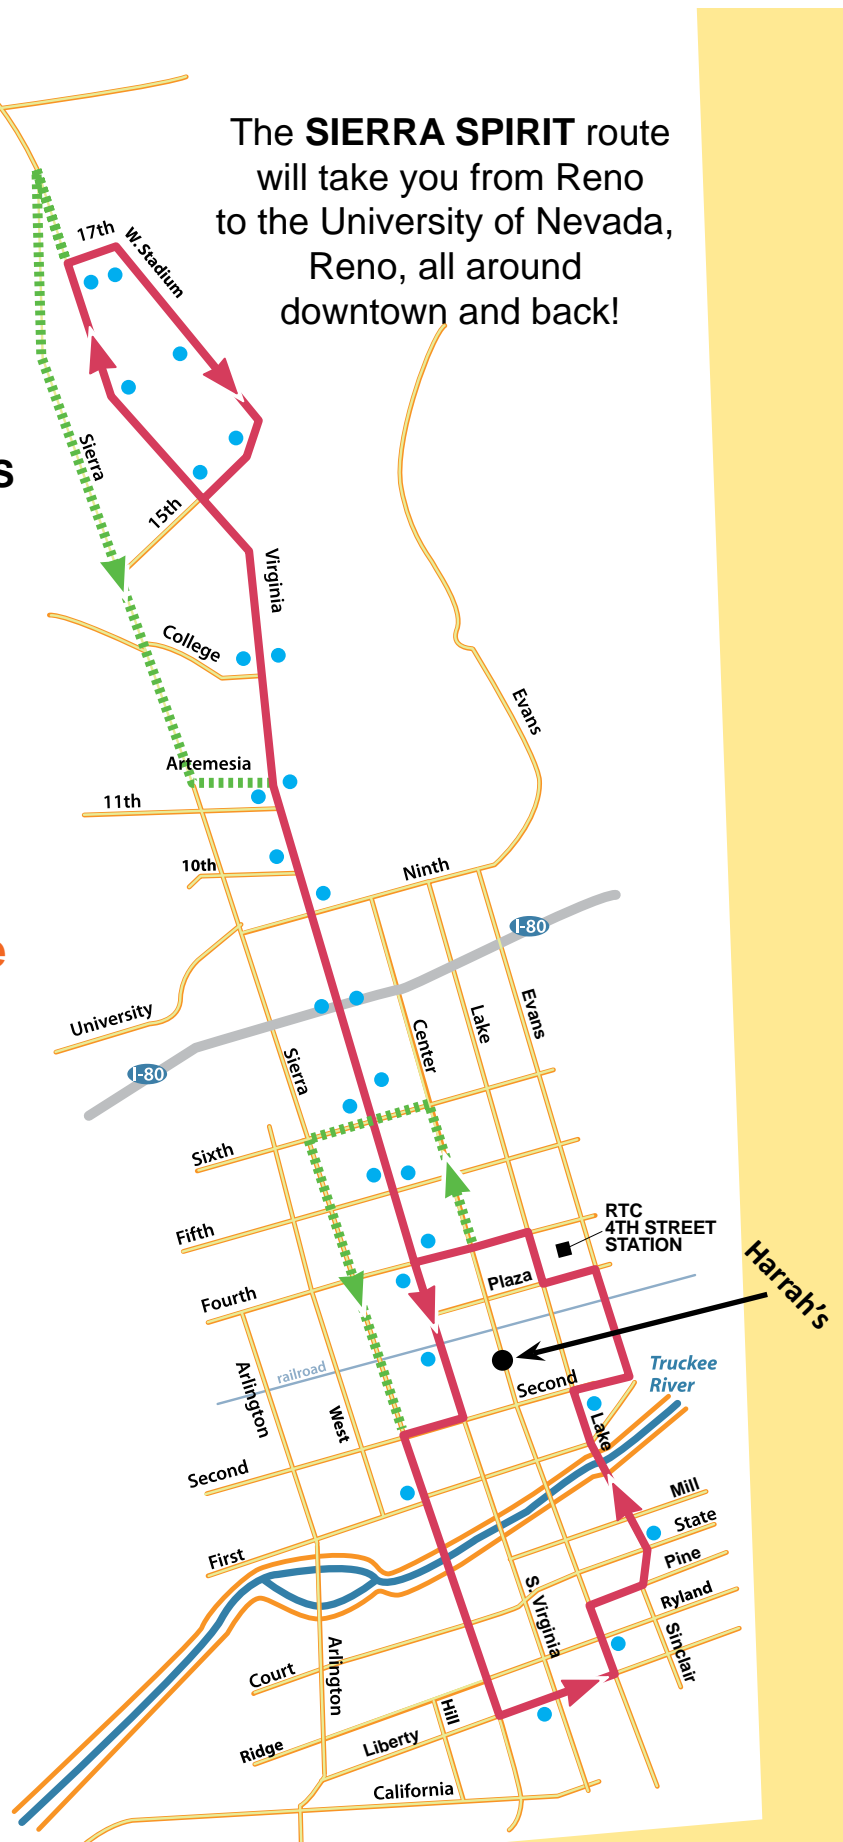 The SIERRA SPIRIT route
will take you from Reno
to the University of Nevada,
Reno, all around
downtown and back!
17th
W. Stadium
Sierra
s
15th
Virginia
College
Evans
Artemesia
11th
10th
Ninth
I-80
e
University
I-80
Sierra
Center
Lake
Evans
Sixth
Fifth
RTC
4TH STREET
STATION
Harrah's
Plaza
Fourth
railroad
Truckee
River
Arlington
West
Second
Lake
Second
Mill
State
First
Pine
S. Virginia
Ryland
Sinclair
Court
Arlington
Hill
Ridge
Liberty
California